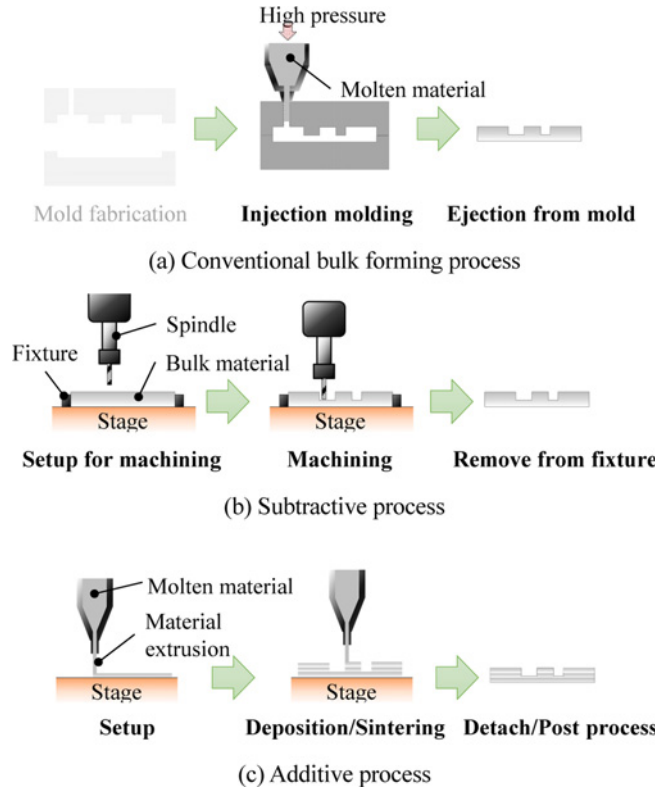 High pressure
Molten material
Mold fabrication
Injection molding
Ejection from mold
(a) Conventional bulk forming process
Spindle
Fixture
Bulk material
Stage
Stage
Setup for machining
Machining
Remove from fixture
(b) Subtractive process
Molten material
Material
extrusion
Stage
Stage
Setup
Deposition/Sintering
Detach/Post process
(c) Additive process